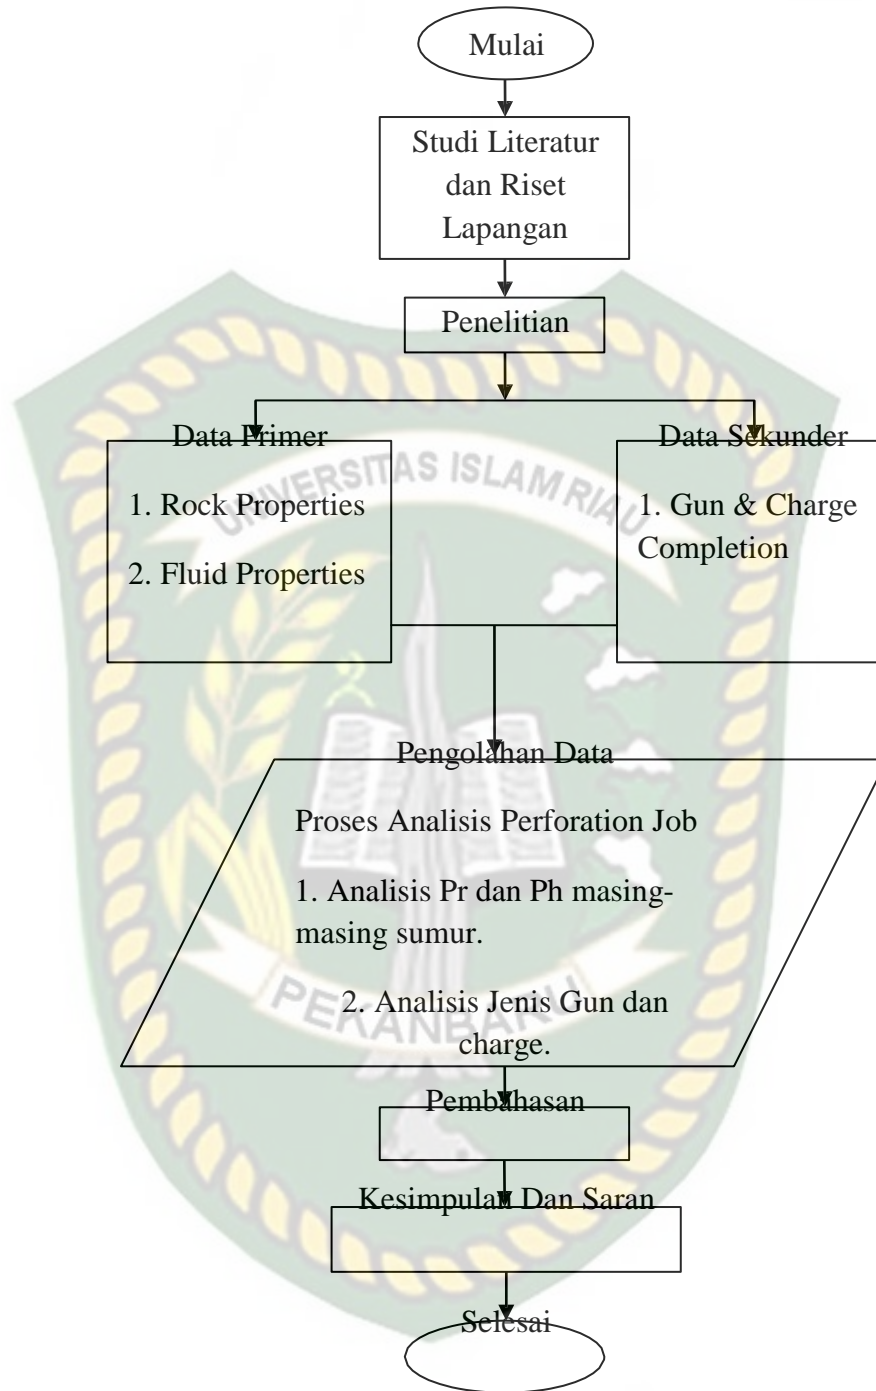 Mulai
Studi Literatur
dan Riset
Lapangan
Penelitian
Data Primer
1. Rock Properties
2. Fluid Properties
Data Sekunder
1. Gun & Charge
Completion
UNIVERSITAS ISLAM RIAU
Pengolahan Data
Proses Analisis Perforation Job
1. Analisis Pr dan Ph masing-
masing sumur.
2. Analisis Jenis Gun dan
charge.
PEKANBARU
Pembahasan
Kesimpulan Dan Saran
Selesai